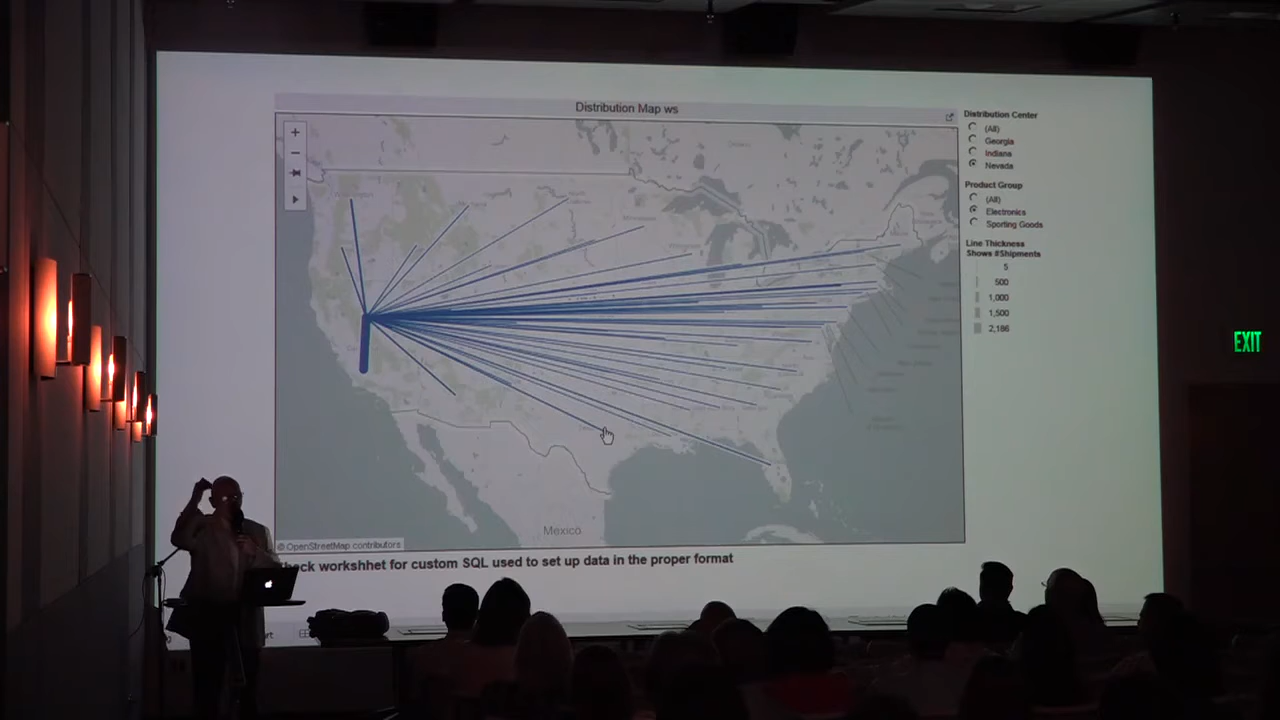 Distribution Map ws
Distribution Center
(All)
Georgia
Indiana
Nevada
Product Group
(All)
Electronics
Sporting Goods
Line Thickness
Shows #Shipments
5
500
1,000
1,500
2,186
EXIT
Mexico
© OpenStreetMap contributors
workshhet for custom SQL used to set up data in the proper format